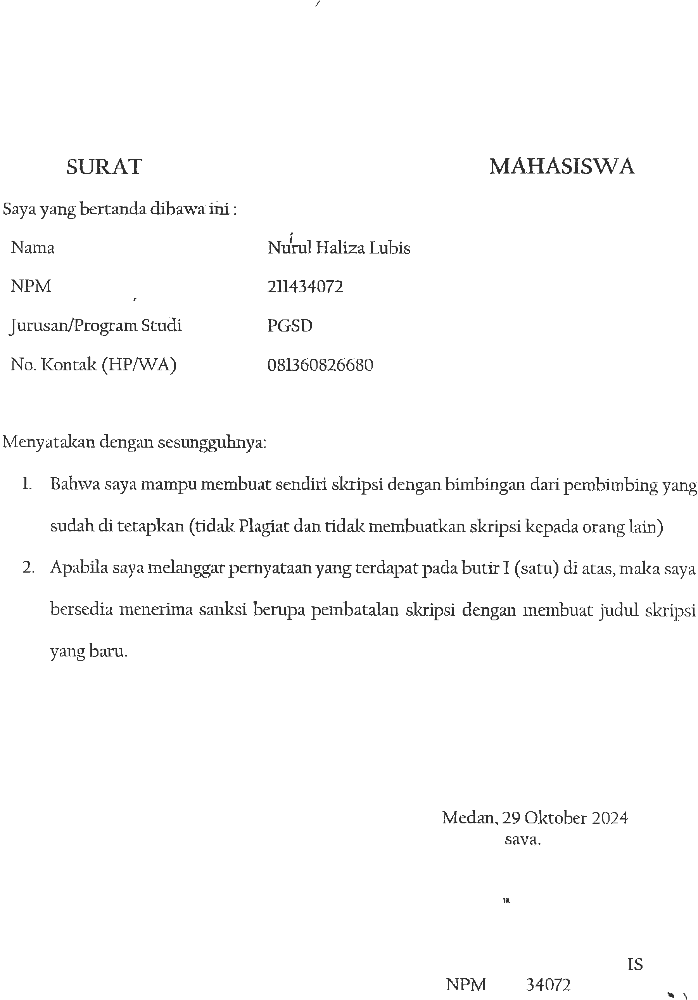 SURAT MAHASISWA
Saya yang bertanda dibawa ini :
Nama Nurul Haliza Lubis
NPM 211434072
Jurusan/Program Studi PGSD
No. Kontak (HP/WA) 081360826680
Menyatakan dengan sesungguhnya:
1. Bahwa saya mampu membuat sendiri skripsi dengan bimbingan dari pembimbing yang
sudah di tetapkan (tidak Plagiat dan tidak membuatkan skripsi kepada orang lain)
2. Apabila saya melanggar pernyataan yang terdapat pada butir I (satu) di atas, maka saya
bersedia menerima sanksi berupa pembatalan skripsi dengan membuat judul skripsi
yang baru.
Medan, 29 Oktober 2024
saya.
IS
NPM 34072